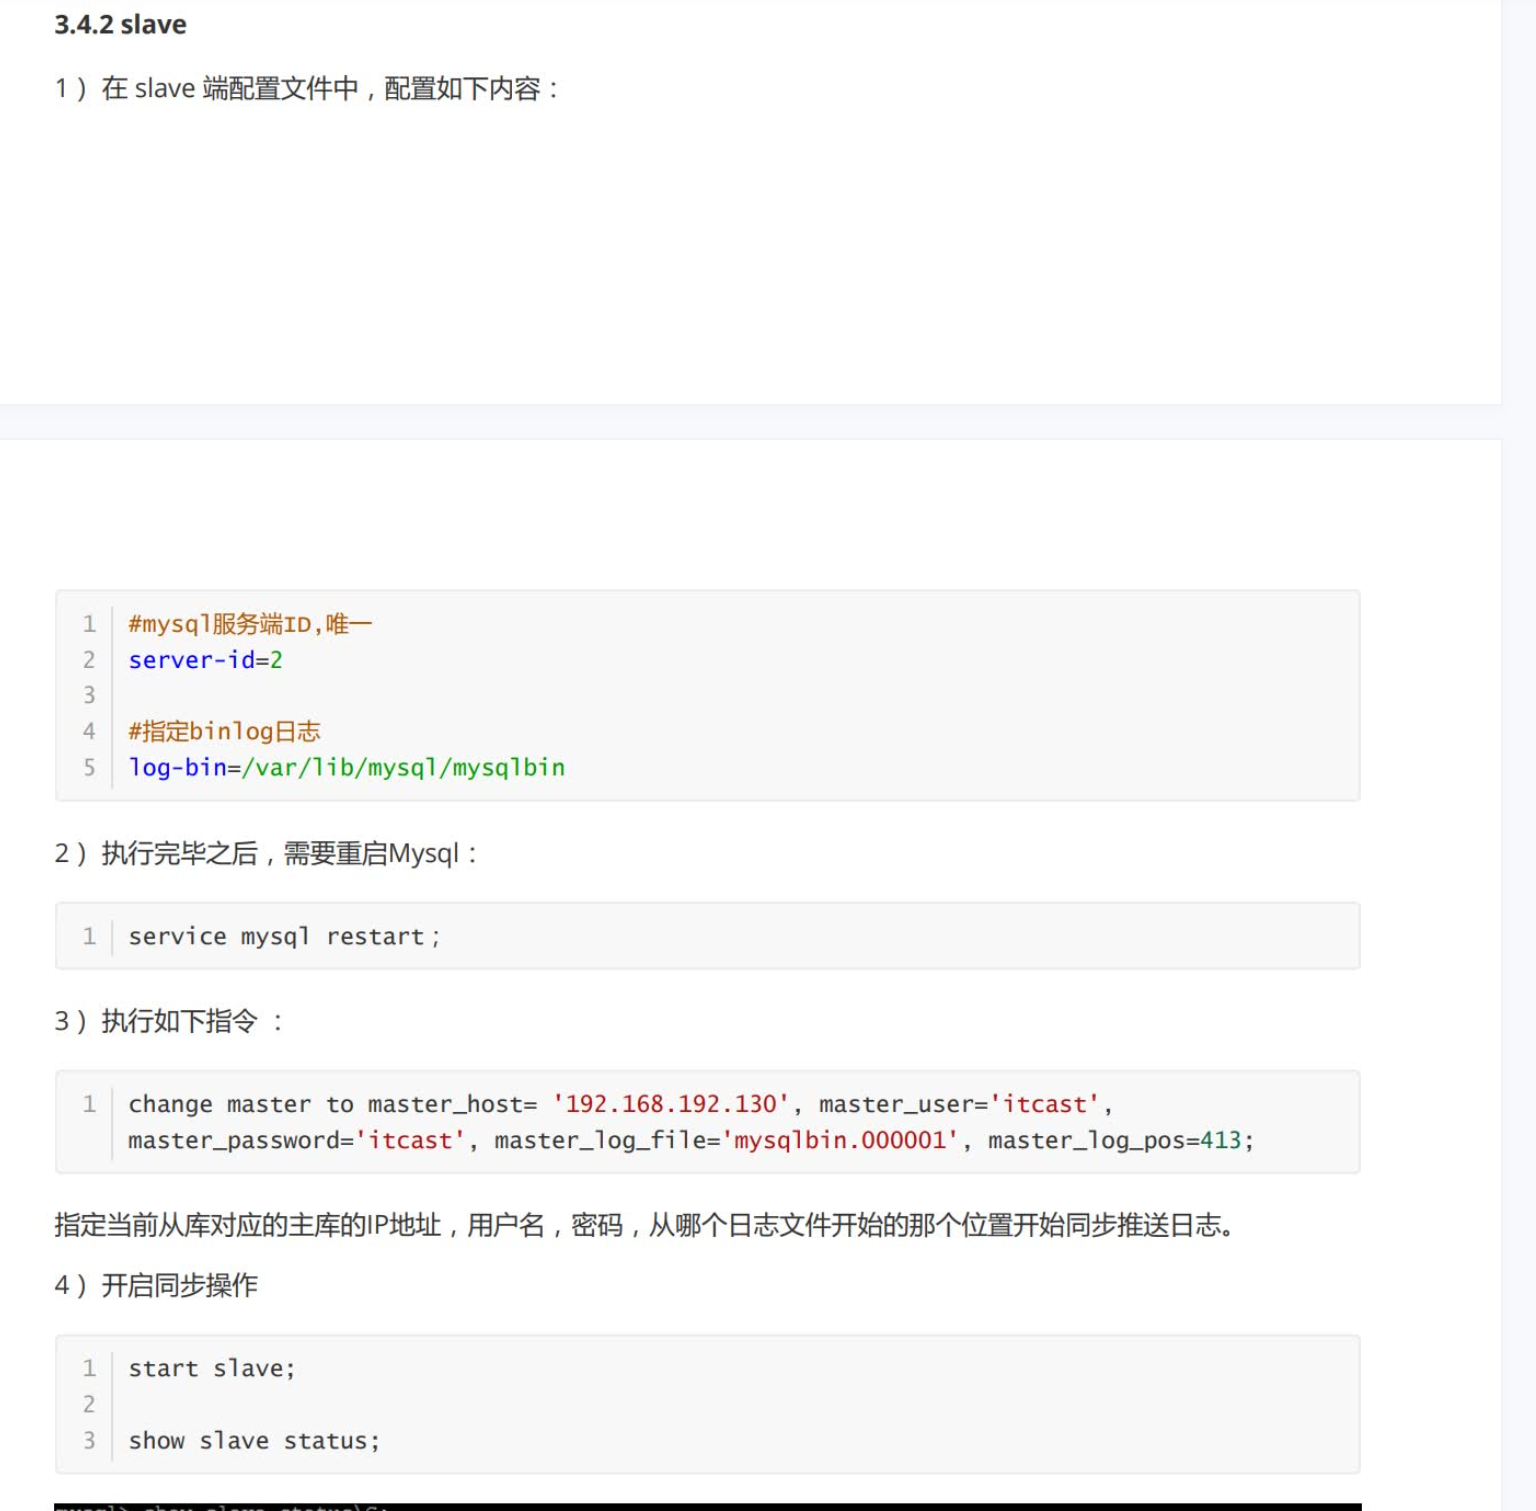 3.4.2 slave
1） 在 slave 端配置文件中，配置如下内容：
1 #mysql服务端ID,唯一
2 server-id=2
3
4 #指定binlog日志
5 log-bin=/var/lib/mysql/mysqlbin
2） 执行完毕之后，需要重启Mysql：
1 service mysql restart；
3） 执行如下指令 ：
1 change master to master_host= '192.168.192.130', master_user='itcast',
master_password='itcast', master_log_file='mysqlbin.000001', master_log_pos=413;
指定当前从库对应的主库的IP地址，用户名，密码，从哪个日志文件开始的那个位置开始同步推送日志。
4） 开启同步操作
1 start slave;
2
3 show slave status;
mysql> show slave status\G;